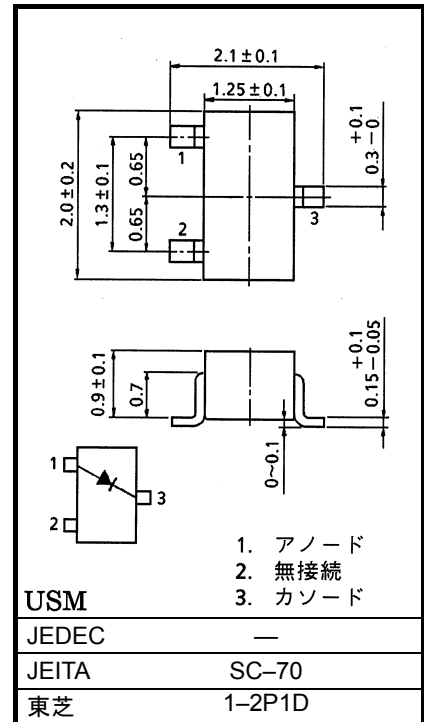 2.1±0.1
1.25±0.1
+0.1
0.3−0
2.0±0.2
1.3±0.1
0.65
0.65
1
2
3
0.9±0.1
0.7
+0.1
0.15−0.05
0~0.1
1
2
3
1. アノード
2. 無接続
3. カソード
USM
JEDEC —
JEITA SC–70
東芝 1–2P1D